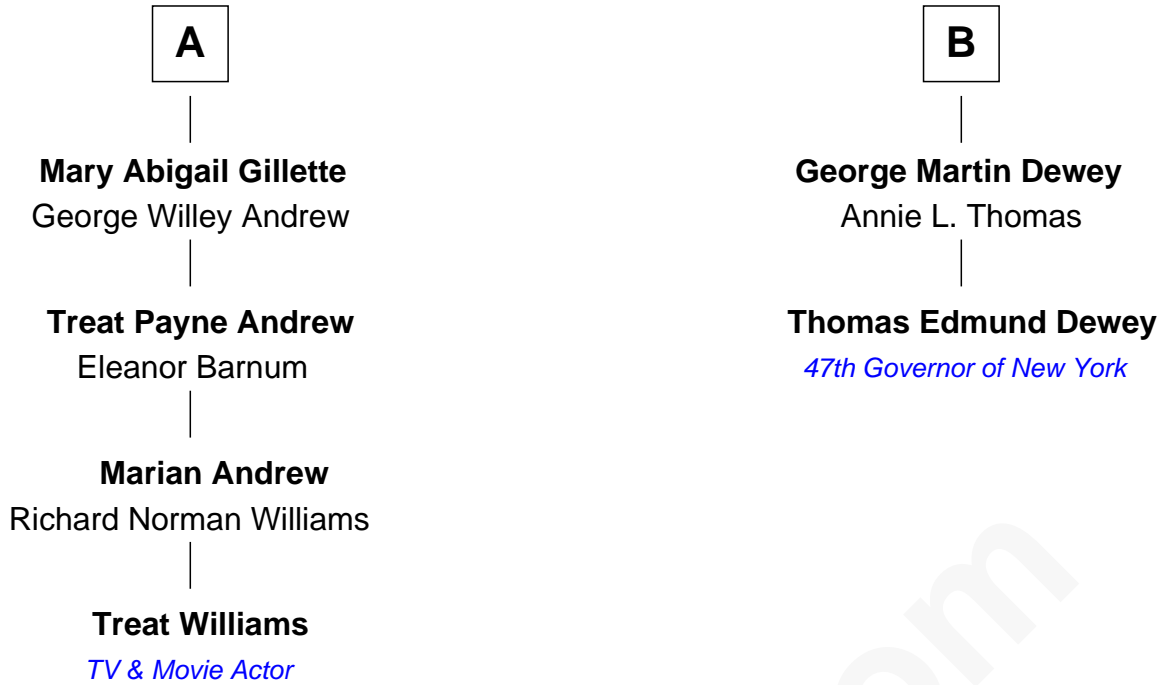 A
Mary Abigail Gillette
George Willey Andrew
Treat Payne Andrew
Eleanor Barnum
Marian Andrew
Richard Norman Williams
Treat Williams
TV & Movie Actor
B
George Martin Dewey
Annie L. Thomas
Thomas Edmund Dewey
47th Governor of New York
om